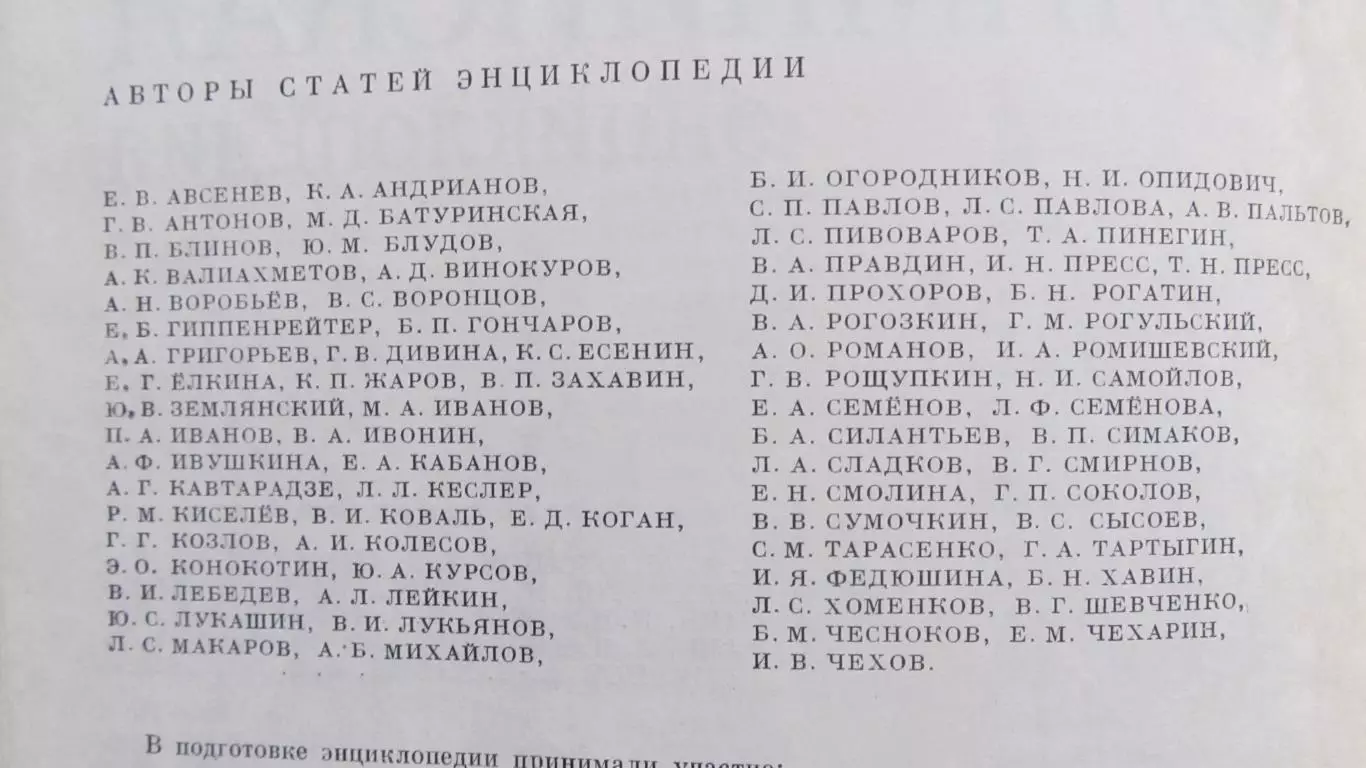 АВТОРЫ СТАТЕЙ ЭНЦИКЛОПЕДИИ
Е. В. АВСЕНЕВ, К. А. АНДРИАНОВ,
Г. В. АНТОНОВ, М. Д. БАТУРИНСКАЯ,
В. П. БЛИНОВ, Ю. М. БЛУДОВ,
А. К. ВАЛИАХМЕТОВ, А. Д. ВИНОКУРОВ,
А. Н. ВОРОБЬЁВ, В. С. ВОРОНЦОВ,
Е. Б. ГИППЕНРЕЙТЕР, Б. П. ГОНЧАРОВ,
А. А. ГРИГОРЬЕВ, Г. В. ДИВИНА, К. С. ЕСЕНИН,
Е. Г. ЁЛКИНА, К. П. ЖАРОВ, В. П. ЗАХАВИН,
Ю. В. ЗЕМЛЯНСКИЙ, М. А. ИВАНОВ,
П. А. ИВАНОВ, В. А. ИВОНИН,
А. Ф. ИВУШКИНА, Е. А. КАБАНОВ,
А. Г. КАВТАРАДЗЕ, Л. Л. КЕСЛЕР,
Р. М. КИСЕЛЁВ, В. И. КОВАЛЬ, Е. Д. КОГАН,
Г. Г. КОЗЛОВ, А. И. КОЛЕСОВ,
Э. О. КОНОКОТИН, Ю. А. КУРСОВ,
В. И. ЛЕБЕДЕВ, А. Л. ЛЕЙКИН,
Ю. С. ЛУКАШИН, В. И. ЛУКЬЯНОВ,
Л. С. МАКАРОВ, А. Б. МИХАЙЛОВ,
Б. И. ОГОРОДНИКОВ, Н. И. ОПИДОВИЧ,
С. П. ПАВЛОВ, Л. С. ПАВЛОВА, А. В. ПАЛЬТОВ,
Л. С. ПИВОВАРОВ, Т. А. ПИНЕГИН,
В. А. ПРАВДИН, И. Н. ПРЕСС, Т. Н. ПРЕСС,
Д. И. ПРОХОРОВ, Б. Н. РОГАТИН,
В. А. РОГОЗКИН, Г. М. РОГУЛЬСКИЙ,
А. О. РОМАНОВ, И. А. РОМИШЕВСКИЙ,
Г. В. РОЩУПКИН, Н. И. САМОЙЛОВ,
Е. А. СЕМЁНОВ, Л. Ф. СЕМЁНОВА,
Б. А. СИЛАНТЬЕВ, В. П. СИМАКОВ,
Л. А. СЛАДКОВ, В. Г. СМИРНОВ,
Е. Н. СМОЛИНА, Г. П. СОКОЛОВ,
В. В. СУМОЧКИН, В. С. СЫСОЕВ,
С. М. ТАРАСЕНКО, Г. А. ТАРТЫГИН,
И. Я. ФЕДЮШИНА, Б. Н. ХАВИН,
Л. С. ХОМЕНКОВ, В. Г. ШЕВЧЕНКО,
Б. М. ЧЕСНОКОВ, Е. М. ЧЕХАРИН,
И. В. ЧЕХОВ.
В подготовке энциклопедии принимали участие: